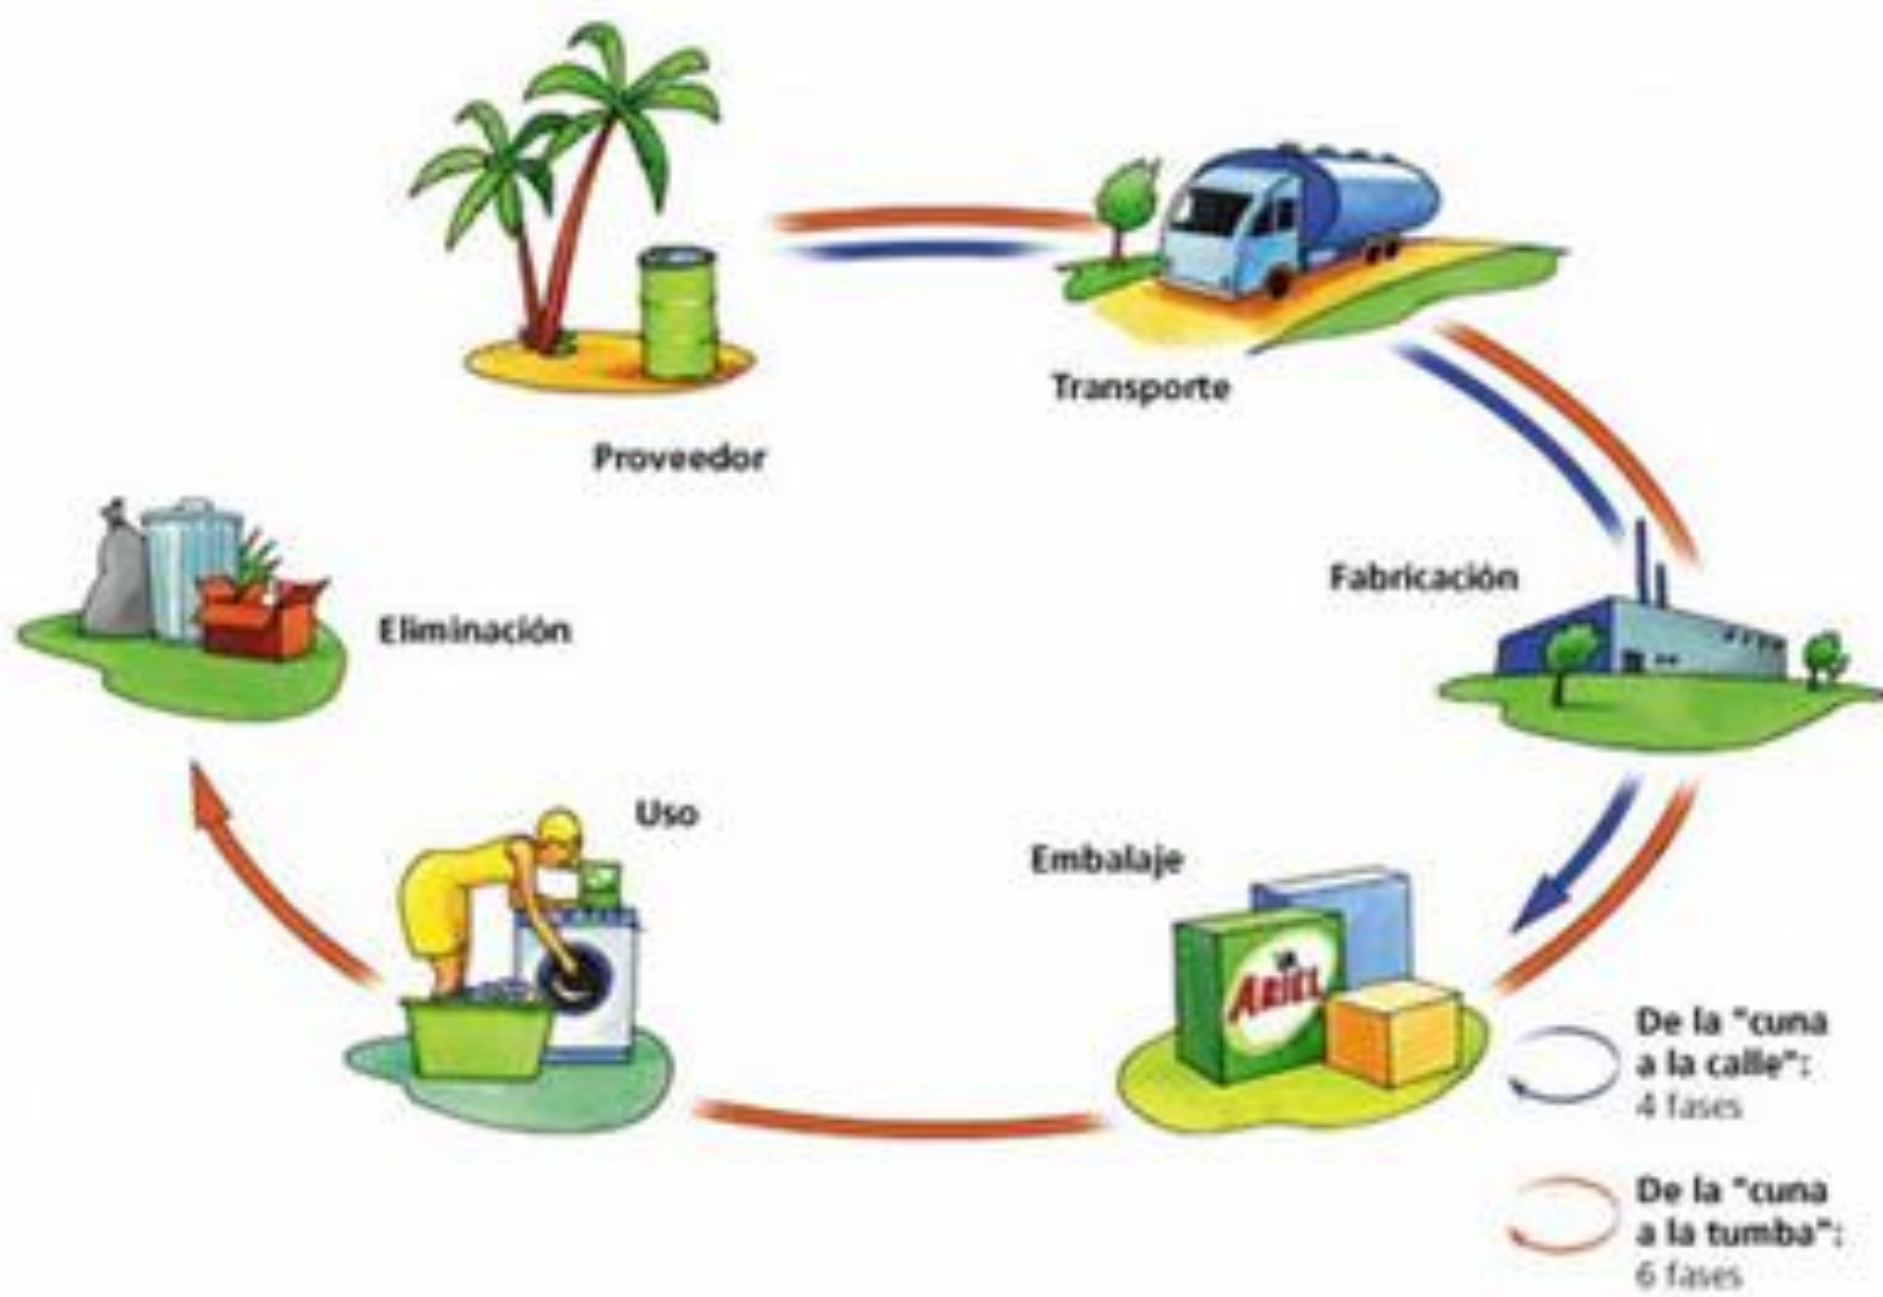 Proveedor
Transporte
Fabricación
Eliminación
Uso
Embalaje
ARIEL
De la "cuna
a la calle":
4 fases
De la "cuna
a la tumba":
6 fases